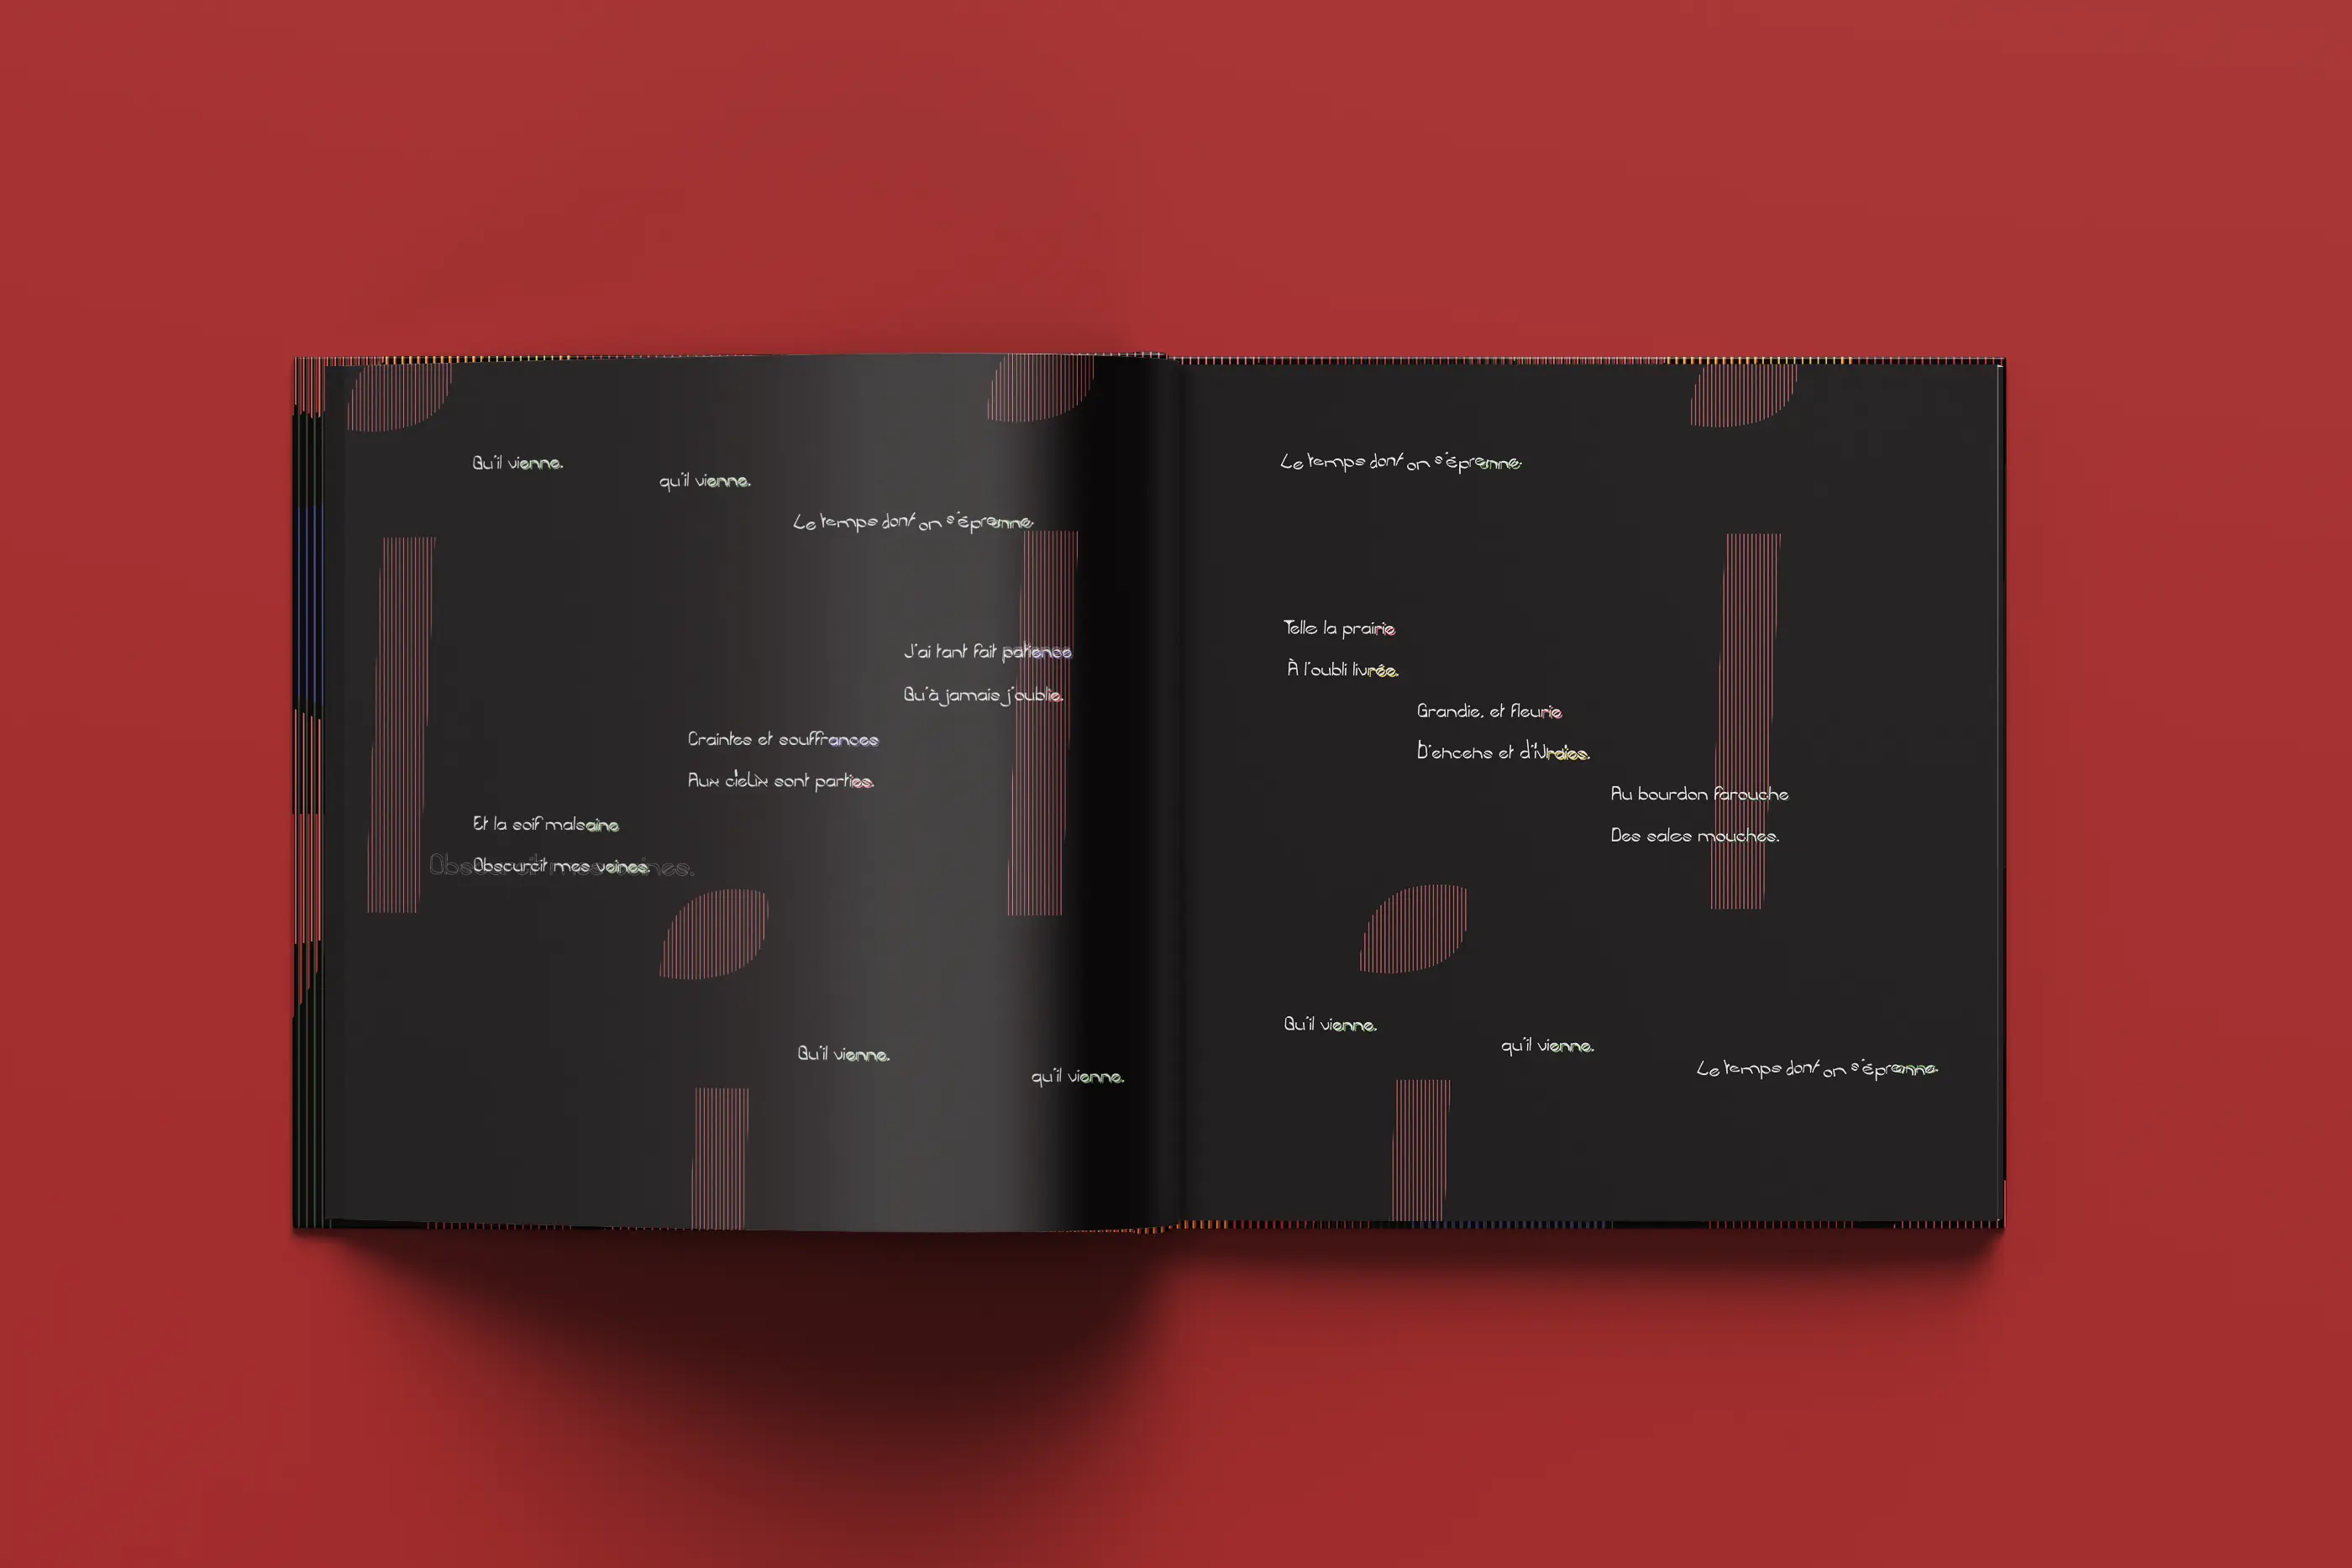 Qu'il vienne.
qu'il vienne.
Le temps dont on s'éprenne.
J'ai tant fait patience
Qu'à jamais j'oublie.
Craintes et souffrances
Aux cieux sont parties.
Et la soif malsaine
Obscurcit mes veines.
Qu'il vienne.
qu'il vienne.
Le temps dont on s'éprenne.
Telle la prairie
À l'oubli livrée.
Grandie, et fleurie
D'encens et d'ivraies.
Au bourdon farouche
Des sales mouches.
Qu'il vienne.
qu'il vienne.
Le temps dont on s'éprenne.